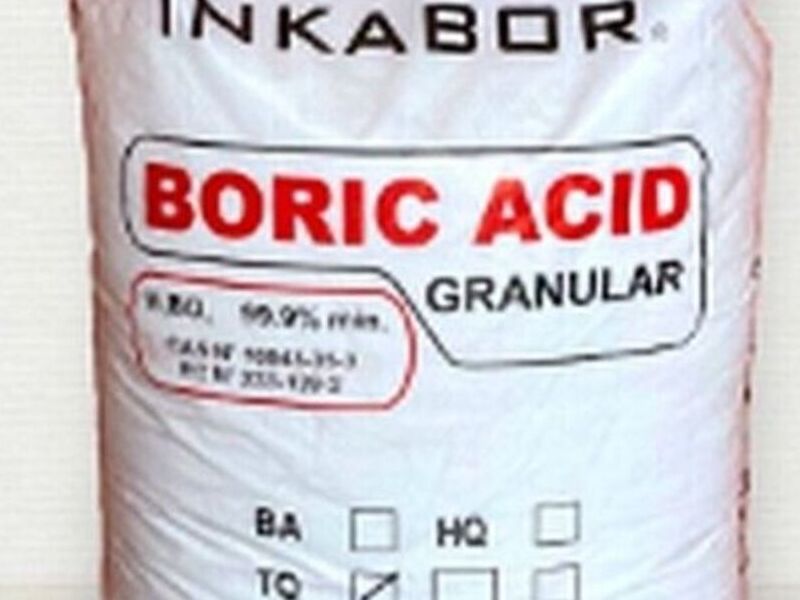 INKABOR
BORIC ACID
GRANULAR
99.9% min.
BA HQ
TQ